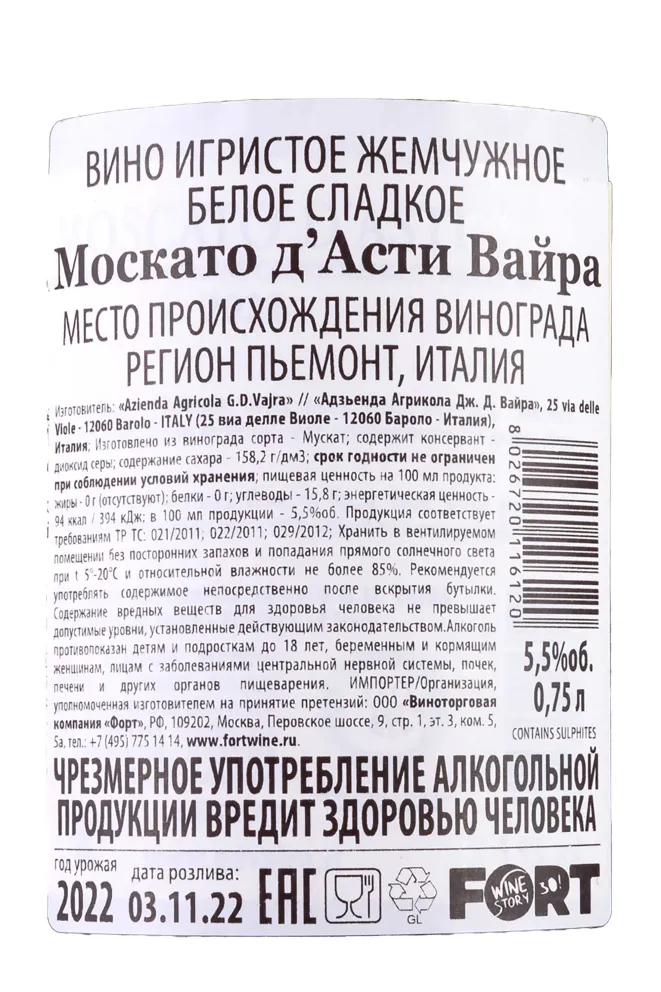 ВИНО ИГРИСТОЕ ЖЕМЧУЖНОЕ
БЕЛОЕ СЛАДКОЕ
Москато д’Асти Вайра
МЕСТО ПРОИСХОЖДЕНИЯ ВИНОГРАДА
РЕГИОН ПЬЕМОНТ, ИТАЛИЯ
Изготовитель: «Azienda Agricola G.D.Vajra» // «Адзьенда Агрикола Дж. Д. Вайра», 25 via delle
Viole - 12060 Barolo - ITALY (25 виа делле Виоле - 12060 Бароло - Италия),
Италия; Изготовлено из винограда сорта - Мускат; содержит консервант -
диоксид серы; содержание сахара - 158,2 г/дм3; срок годности не ограничен
при соблюдении условий хранения; пищевая ценность на 100 мл продукта:
жиры - 0 г (отсутствуют); белки - 0 г; углеводы - 15,8 г; энергетическая ценность -
94 ккал / 394 кДж; в 100 мл продукции - 5,5%об. Продукция соответствует
требованиям ТР ТС: 021/2011; 022/2011; 029/2012; Хранить в вентилируемом
помещении без посторонних запахов и попадания прямого солнечного света
при t 5°-20°С и относительной влажности не более 85%. Рекомендуется
употреблять содержимое непосредственно после вскрытия бутылки.
Содержание вредных веществ для здоровья человека не превышает
допустимые уровни, установленные действующим законодательством.Алкоголь
противопоказан детям и подросткам до 18 лет, беременным и кормящим
женщинам, лицам с заболеваниями центральной нервной системы, почек,
печени и других органов пищеварения. ИМПОРТЕР/Организация,
уполномоченная изготовителем на принятие претензий: ООО «Виноторговая
компания «Форт», РФ, 109202, Москва, Перовское шоссе, 9, стр. 1, эт. 3, ком. 5,
5а, тел.: +7 (495) 775 14 14, www.fortwine.ru.
8026720116120
5,5%об.
0,75 л
CONTAINS SULPHITES
ЧРЕЗМЕРНОЕ УПОТРЕБЛЕНИЕ АЛКОГОЛЬНОЙ
ПРОДУКЦИИ ВРЕДИТ ЗДОРОВЬЮ ЧЕЛОВЕКА
год урожая
2022
дата розлива:
03.11.22
EAC
GL
FORT
WINE
STORY
30!